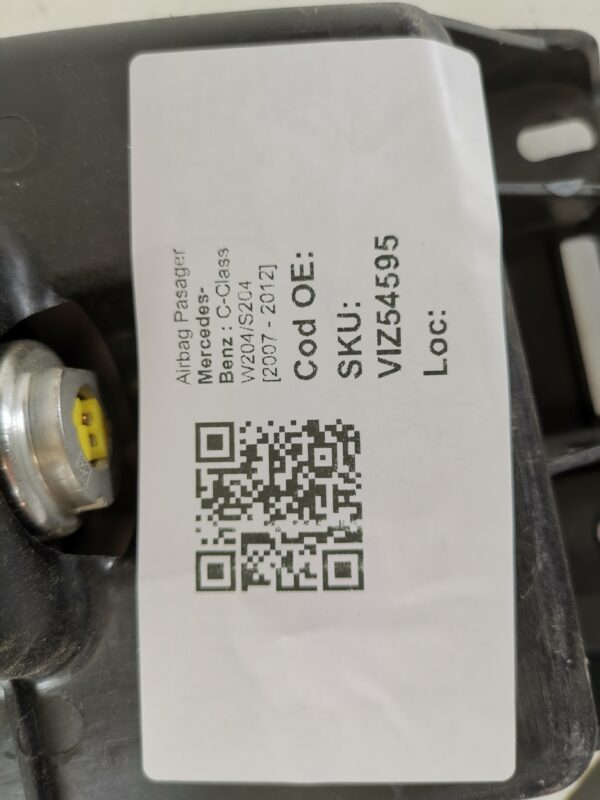 Airbag Pasager
Mercedes-
Benz : C-Class
W204/S204
[2007 - 2012]
Cod OE:
SKU:
VIZ54595
Loc: